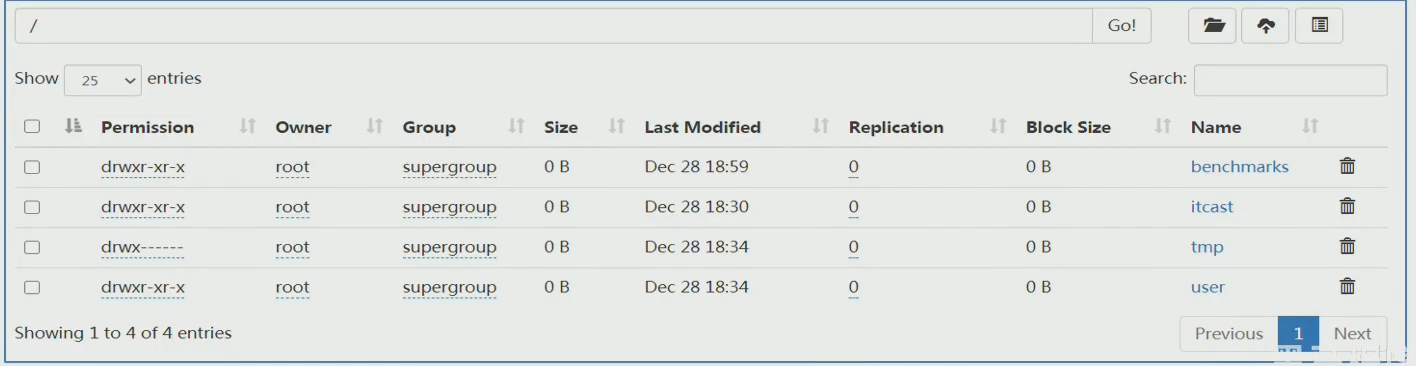 / Go!
Show 25 entries Search:
Permission Owner Group Size Last Modified Replication Block Size Name
drwxr-xr-x root supergroup 0 B Dec 28 18:59 0 0 B benchmarks
drwxr-xr-x root supergroup 0 B Dec 28 18:30 0 0 B itcast
drwx------ root supergroup 0 B Dec 28 18:34 0 0 B tmp
drwxr-xr-x root supergroup 0 B Dec 28 18:34 0 0 B user
Showing 1 to 4 of 4 entries Previous 1 Next